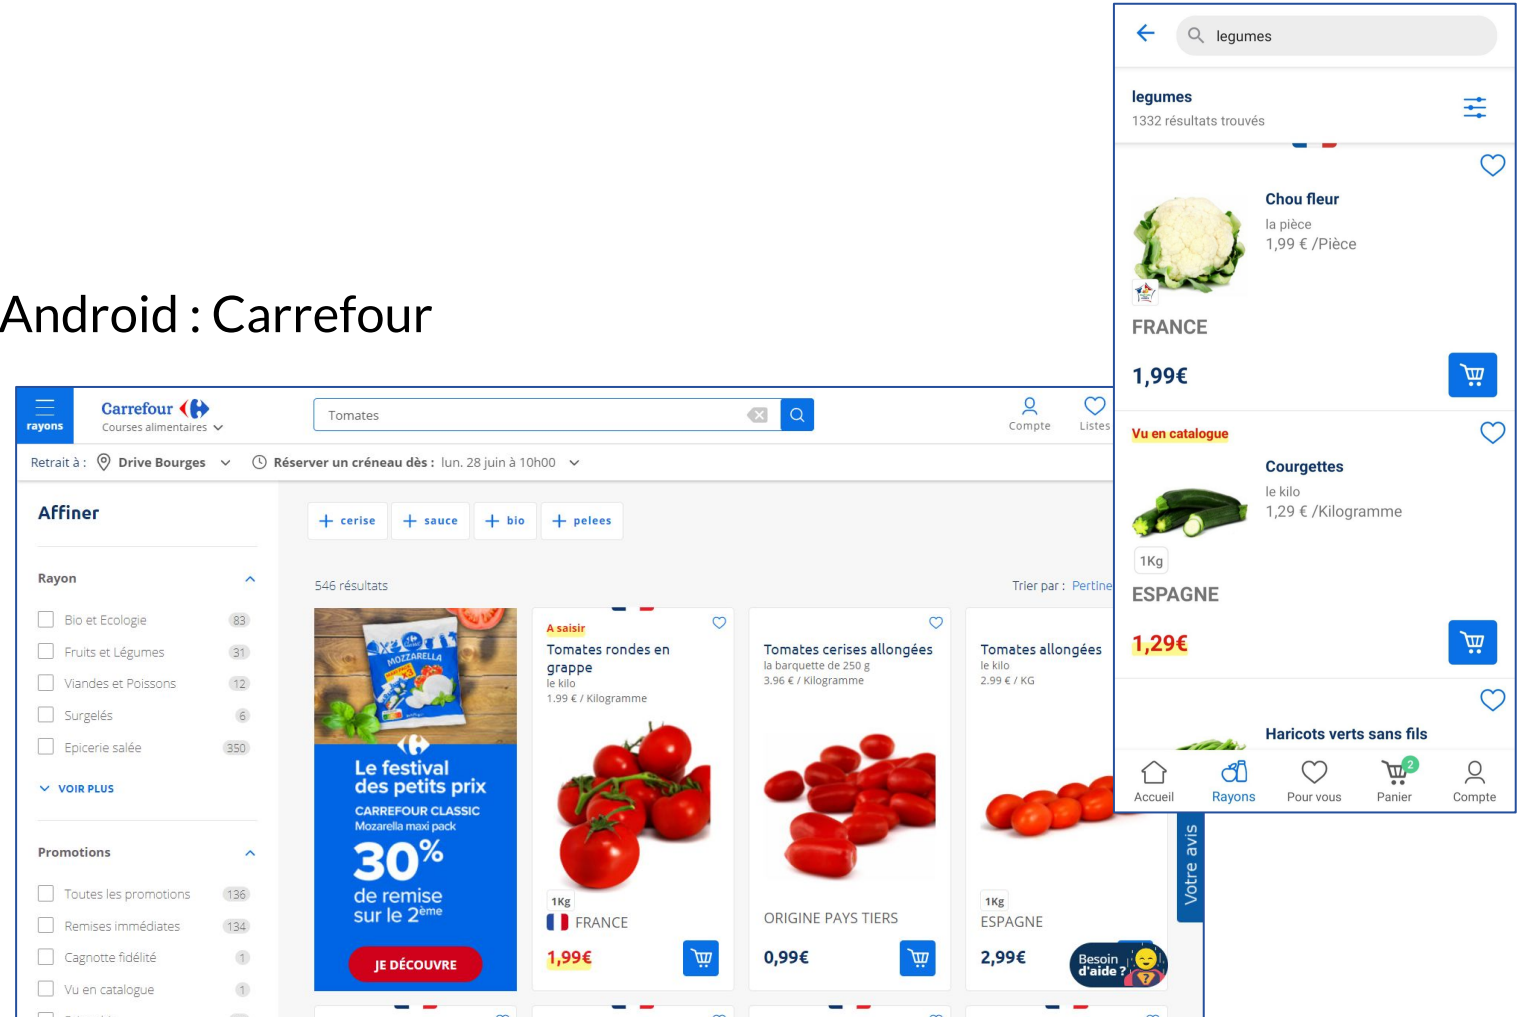 legumes
legumes
1332 résultats trouvés
Chou fleur
la pièce
1,99 € /Pièce
FRANCE
1,99€
Vu en catalogue
Courgettes
le kilo
1,29 € /Kilogramme
1Kg
ESPAGNE
1,29€
Haricots verts sans fils
2
Accueil Rayons Pour vous Panier Compte
Android : Carrefour
rayons
Carrefour
Courses alimentaires
Tomates
Compte Listes
Retrait à : Drive Bourges Réserver un créneau dès : lun. 28 juin à 10h00
Affiner
Rayon
Bio et Ecologie 83
Fruits et Légumes 31
Viandes et Poissons 12
Surgelés 6
Epicerie salée 350
VOIR PLUS
Promotions
Toutes les promotions 136
Remises immédiates 134
Cagnotte fidélité 1
Vu en catalogue 1
+ cerise + sauce + bio + pelees
546 résultats
Trier par : Pertine
MOZZARELLA
Le festival
des petits prix
CARREFOUR CLASSIC
Mozarella maxi pack
30%
de remise
sur le 2ème
JE DÉCOUVRE
A saisir
Tomates rondes en
grappe
le kilo
1.99 € / Kilogramme
1Kg
FRANCE
1,99€
Tomates cerises allongées
la barquette de 250 g
3.96 € / Kilogramme
ORIGINE PAYS TIERS
0,99€
Tomates allongées
le kilo
2.99 € / KG
1Kg
ESPAGNE
2,99€
Besoin
d'aide ?
Votre avis